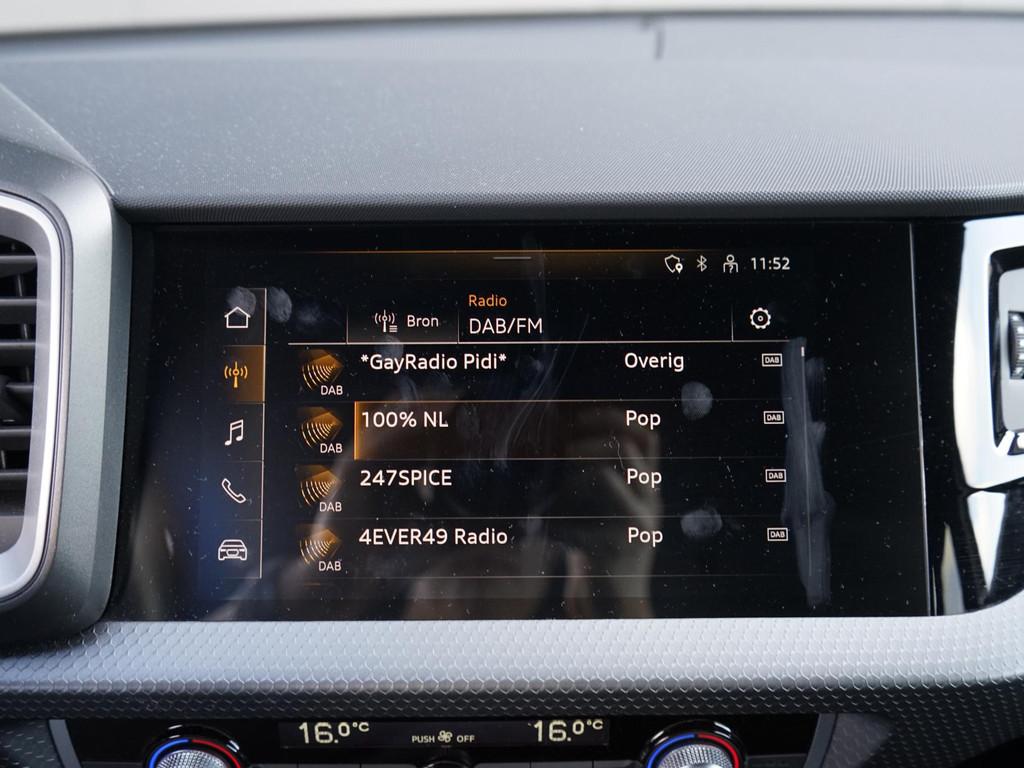 11:52
Bron
Radio
DAB/FM
DAB
*GayRadio Pidi*
Overig
DAB
DAB
100% NL
Pop
DAB
DAB
247SPICE
Pop
DAB
DAB
4EVER49 Radio
Pop
DAB
16.0°C
PUSH OFF
16.0°C